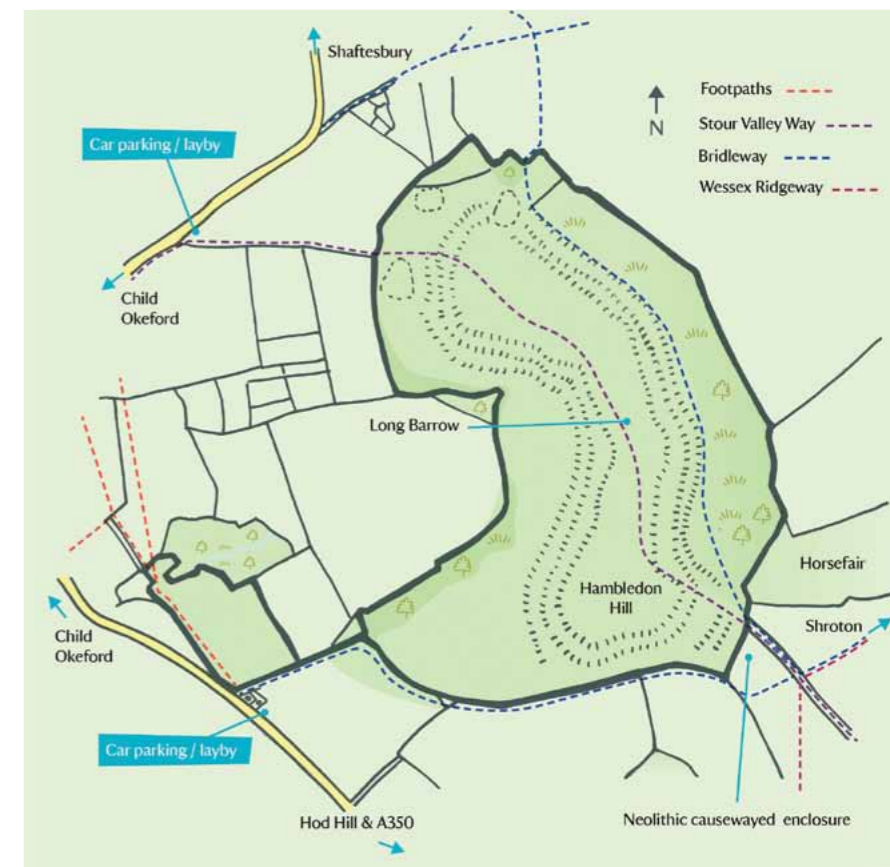 Shaftesbury
Car parking / layby
N
Footpaths
Stour Valley Way
Bridleway
Wessex Ridgeway
Child
Okeford
Long Barrow
Hambledon
Hill
Horsefair
Shroton
Child
Okeford
Car parking / layby
Hod Hill & A350
Neolithic causewayed enclosure